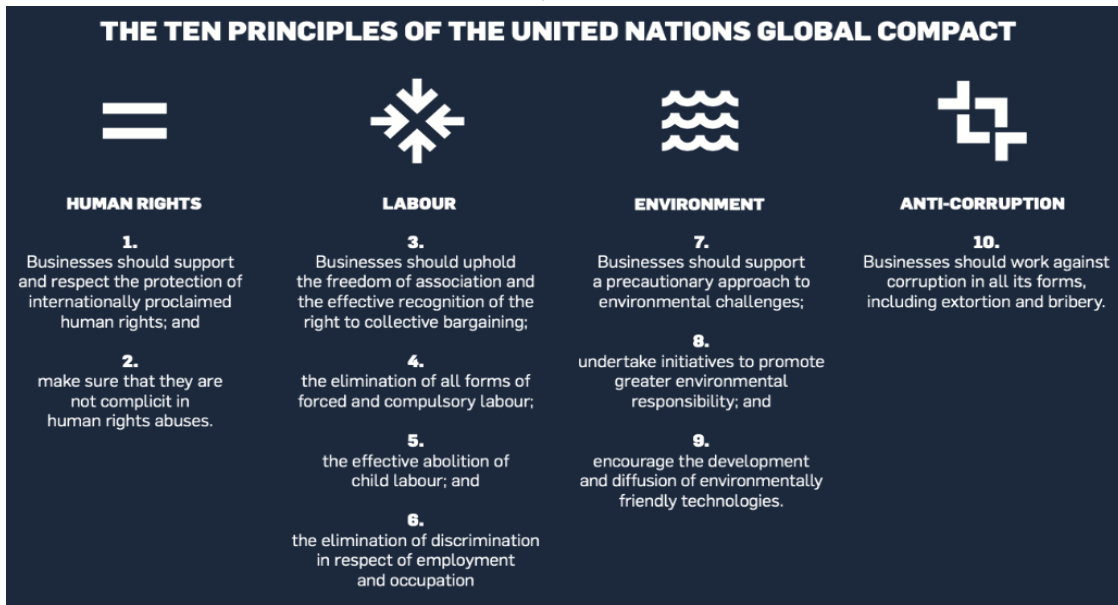 THE TEN PRINCIPLES OF THE UNITED NATIONS GLOBAL COMPACT
HUMAN RIGHTS
1.
Businesses should support
and respect the protection of
internationally proclaimed
human rights; and
2.
make sure that they are
not complicit in
human rights abuses.
LABOUR
3.
Businesses should uphold
the freedom of association and
the effective recognition of the
right to collective bargaining;
4.
the elimination of all forms of
forced and compulsory labour;
5.
the effective abolition of
child labour; and
6.
the elimination of discrimination
in respect of employment
and occupation
ENVIRONMENT
7.
Businesses should support
a precautionary approach to
environmental challenges;
8.
undertake initiatives to promote
greater environmental
responsibility; and
9.
encourage the development
and diffusion of environmentally
friendly technologies.
ANTI-CORRUPTION
10.
Businesses should work against
corruption in all its forms,
including extortion and bribery.